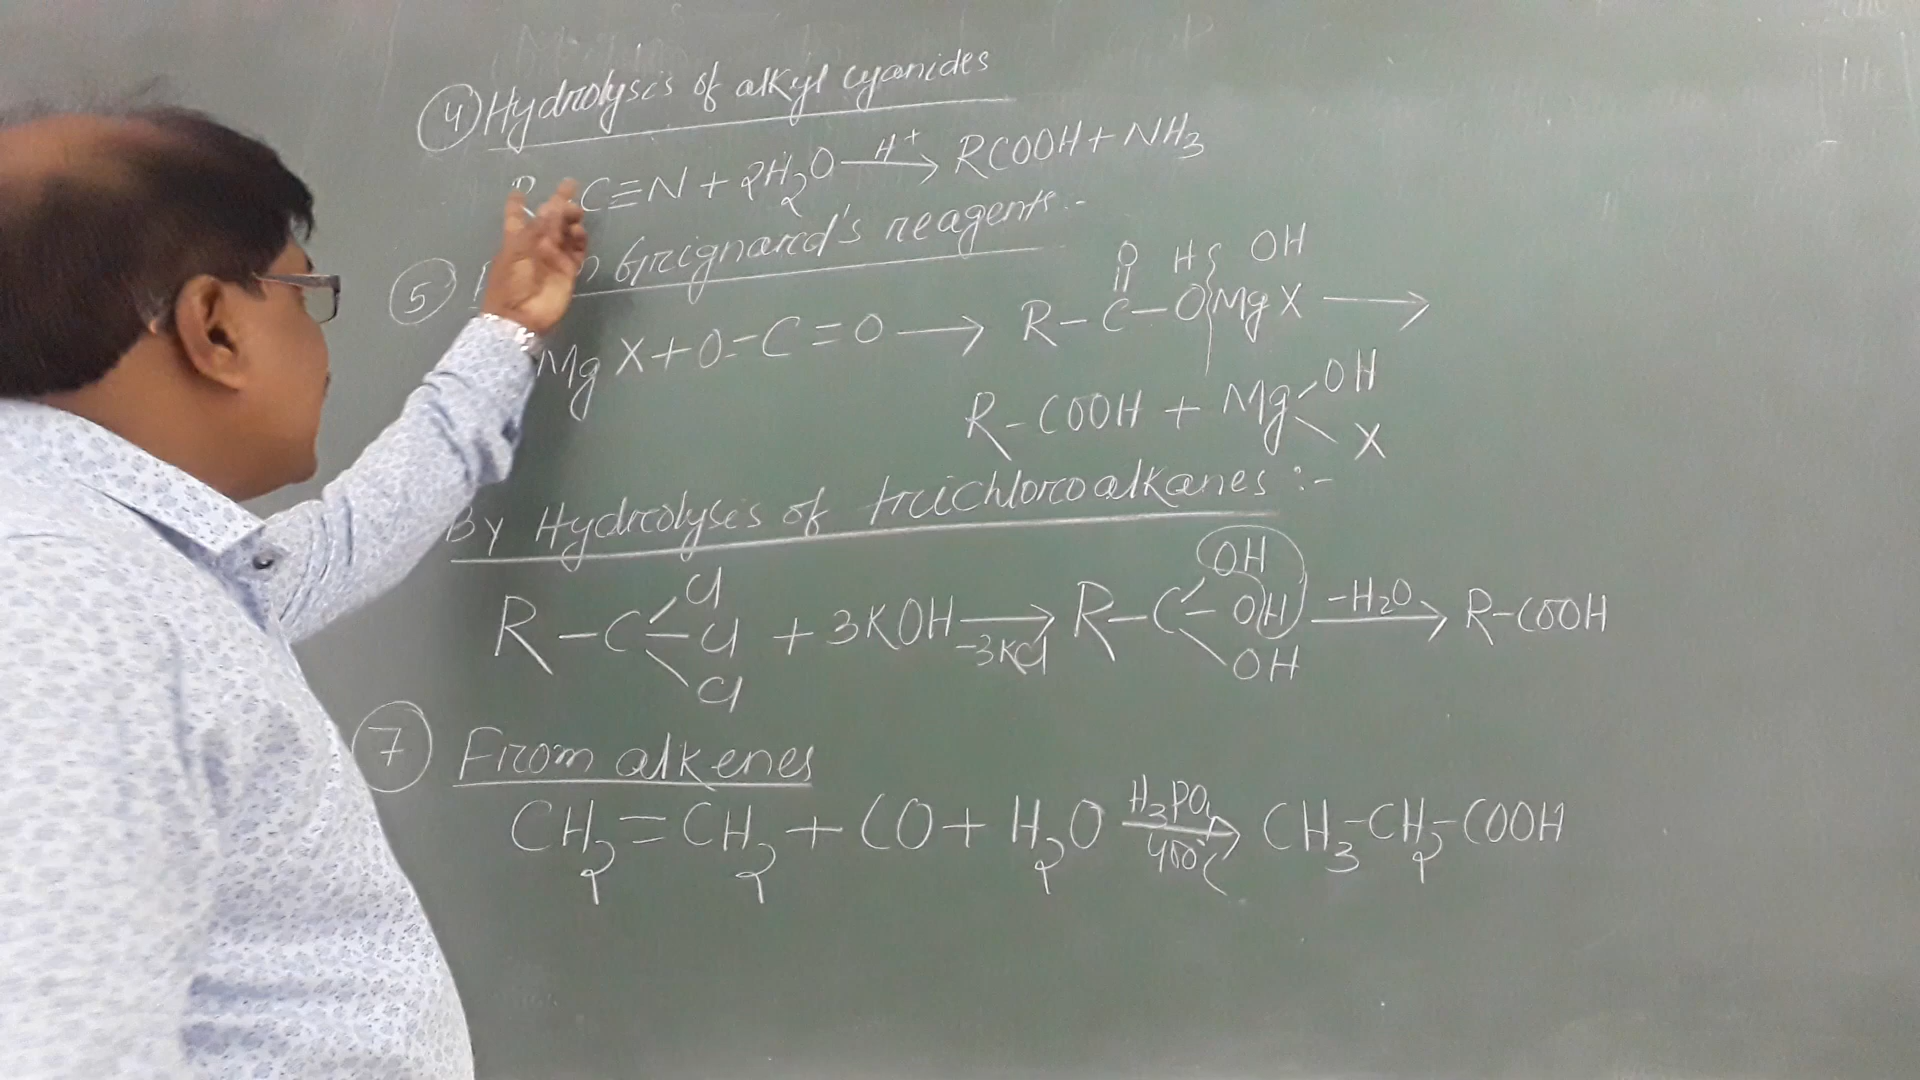 ④ Hydrolysis of alkyl cyanides
C≡N + 2H₂O —H⁺→ RCOOH + NH₃
⑤ Grignard's reagents :-
MgX + O=C=O → R-C(=O)-O MgX → H OH
R-COOH + Mg(OH)X
By Hydrolysis of trichloroalkanes :-
R-C(Cl)(Cl)(Cl) + 3KOH —(-3KCl)→ R-C(OH)(OH)(OH) —(-H₂O)→ R-COOH
⑦ From alkenes
CH₂=CH₂ + CO + H₂O —(H₃PO₄, 400°C)→ CH₃-CH₂-COOH